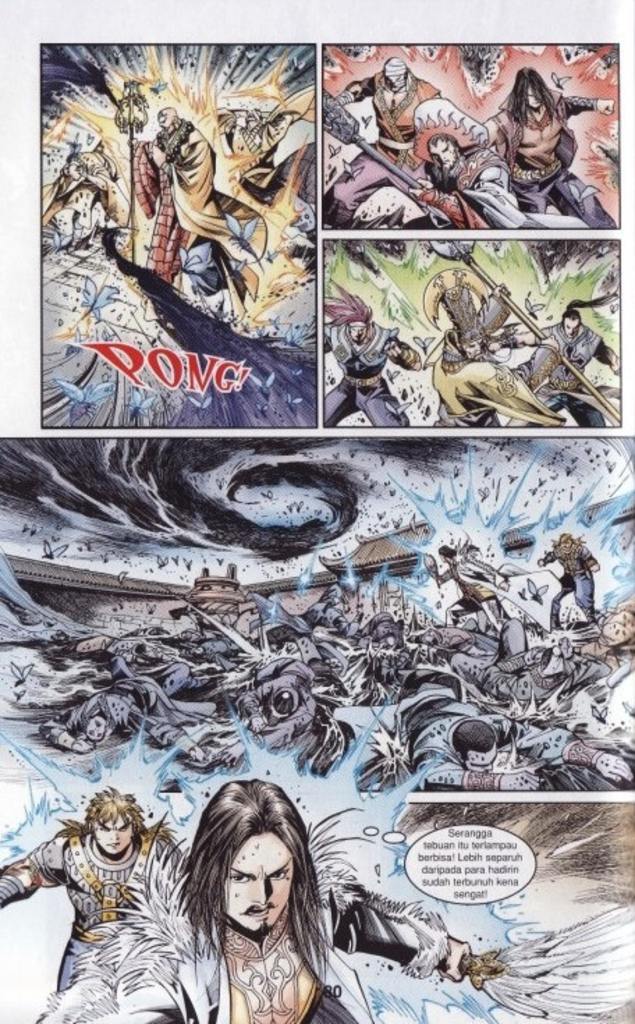 PONG!
Serangga
tebuan itu terlampau
berbisa! Lebih separuh
daripada para hadirin
sudah terbunuh kena
sengat!
80